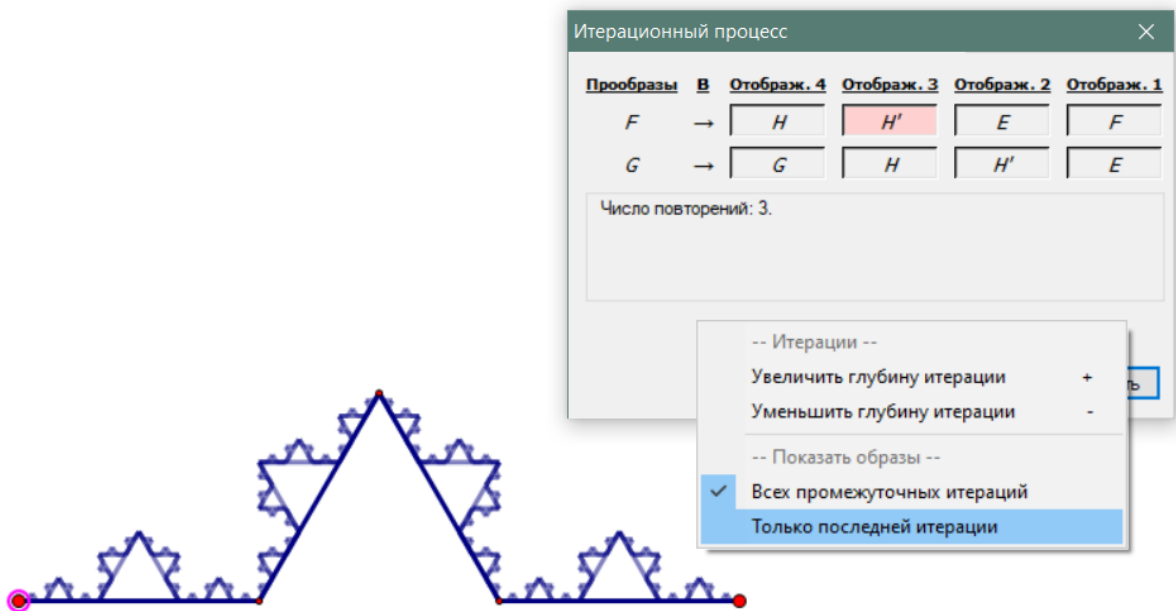 Итерационный процесс
Прообразы В Отображ. 4 Отображ. 3 Отображ. 2 Отображ. 1
F → H H' E F
G → G H H' E
Число повторений: 3.
-- Итерации --
Увеличить глубину итерации +
Уменьшить глубину итерации -
-- Показать образы --
Всех промежуточных итераций
Только последней итерации